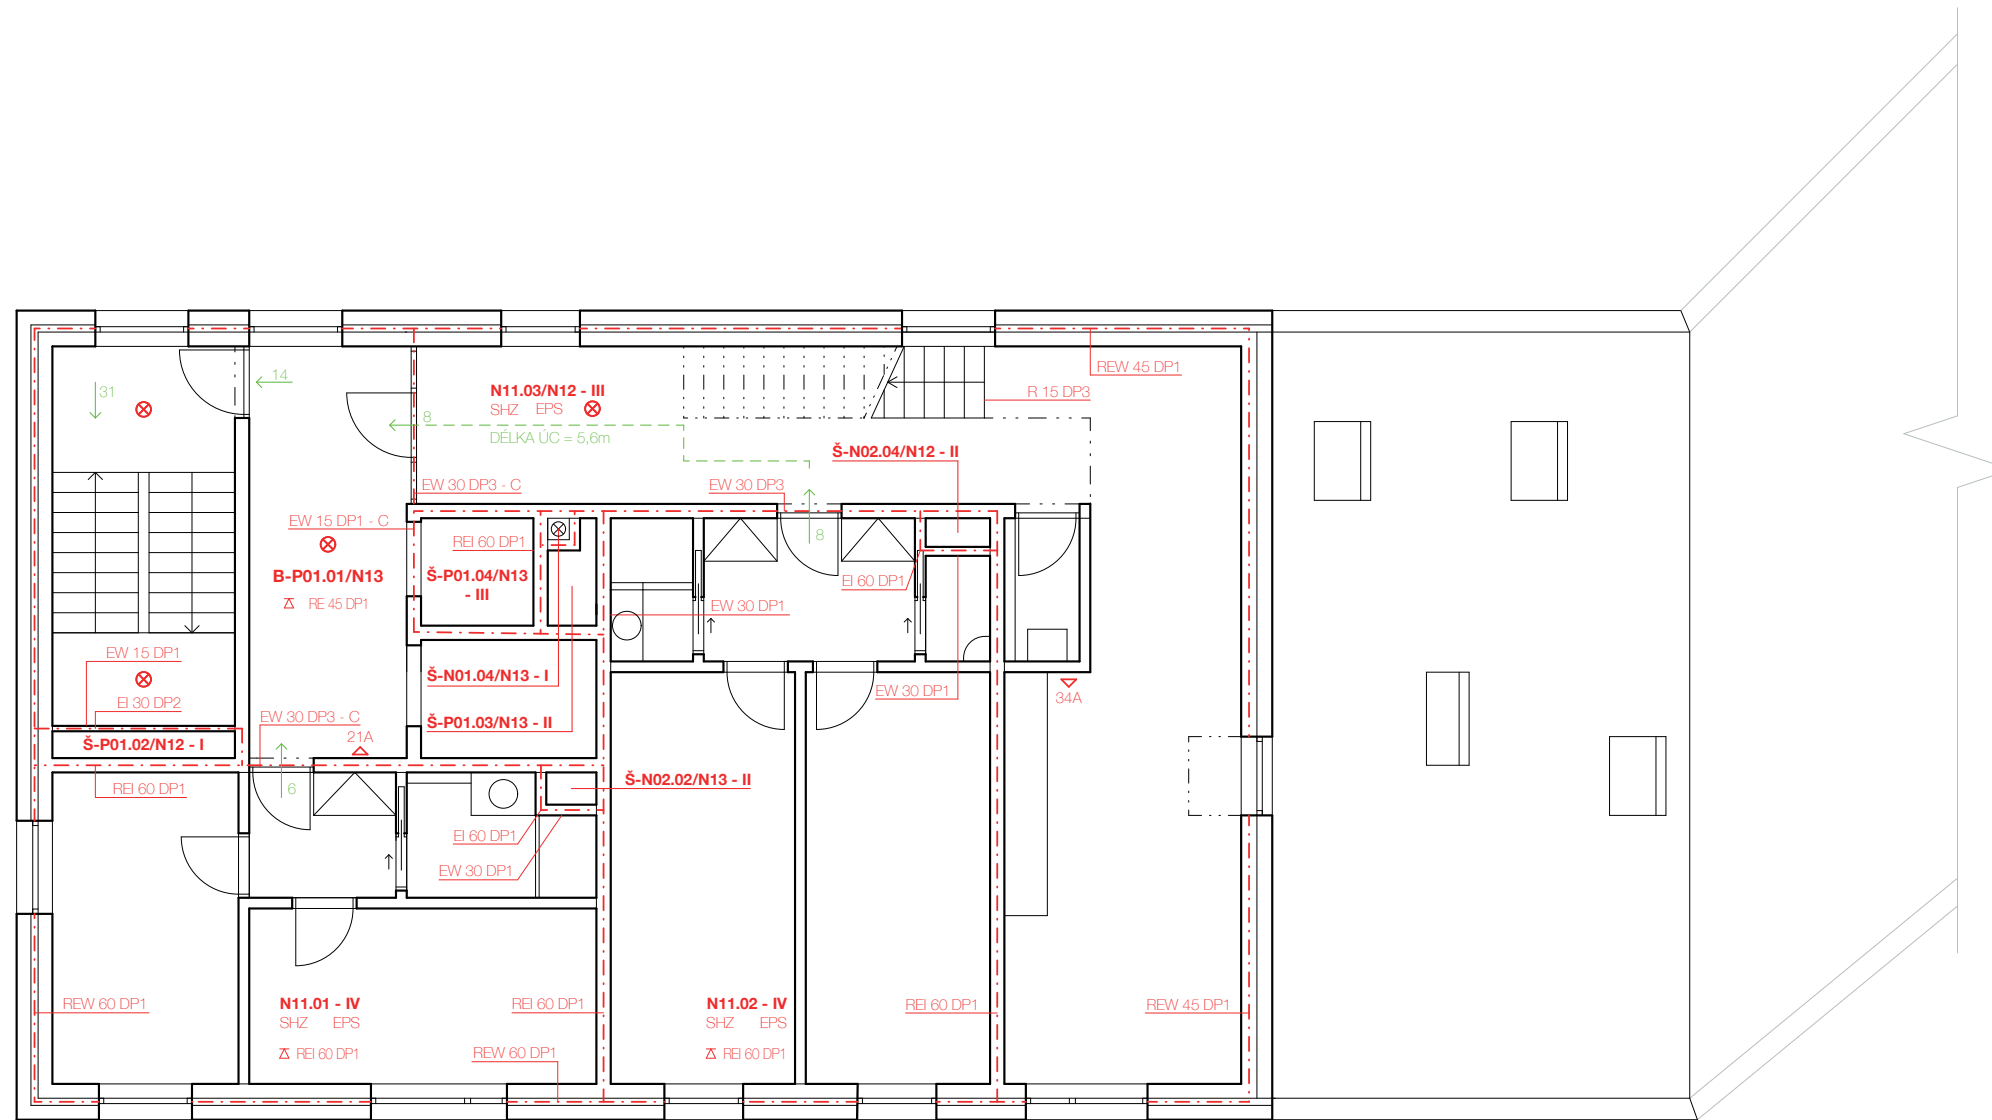 REW 45 DP1
14
31
N11.03/N12 - III
SHZ EPS
R 15 DP3
8
DÉLKA ÚC = 5,6m
Š-N02.04/N12 - II
EW 30 DP3 - C
EW 30 DP3
EW 15 DP1 - C
8
REI 60 DP1
B-P01.01/N13
Š-P01.04/N13
- III
EI 60 DP1
RE 45 DP1
EW 30 DP1
EW 15 DP1
Š-N01.04/N13 - I
EI 30 DP2
EW 30 DP1
34A
EW 30 DP3 - C
Š-P01.03/N13 - II
21A
Š-P01.02/N12 - I
REI 60 DP1
6
Š-N02.02/N13 - II
EI 60 DP1
EW 30 DP1
REW 60 DP1
N11.01 - IV
SHZ EPS
REI 60 DP1
REI 60 DP1
REW 60 DP1
N11.02 - IV
SHZ EPS
REI 60 DP1
REI 60 DP1
REW 45 DP1